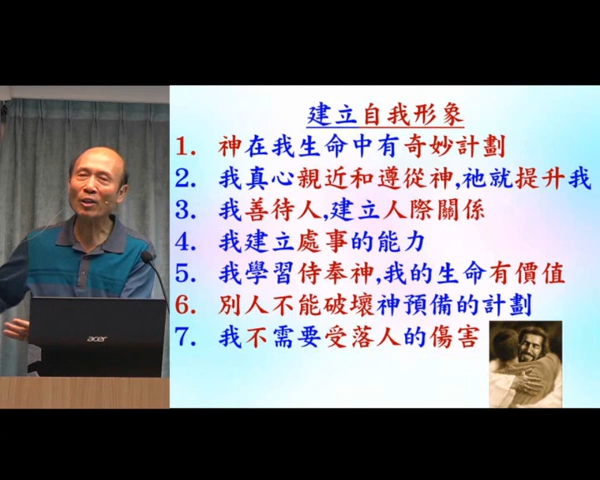 建立自我形象
1. 神在我生命中有奇妙計劃
2. 我真心親近和遵從神,祂就提升我
3. 我善待人,建立人際關係
4. 我建立處事的能力
5. 我學習侍奉神,我的生命有價值
6. 別人不能破壞神預備的計劃
7. 我不需要受落人的傷害
acer